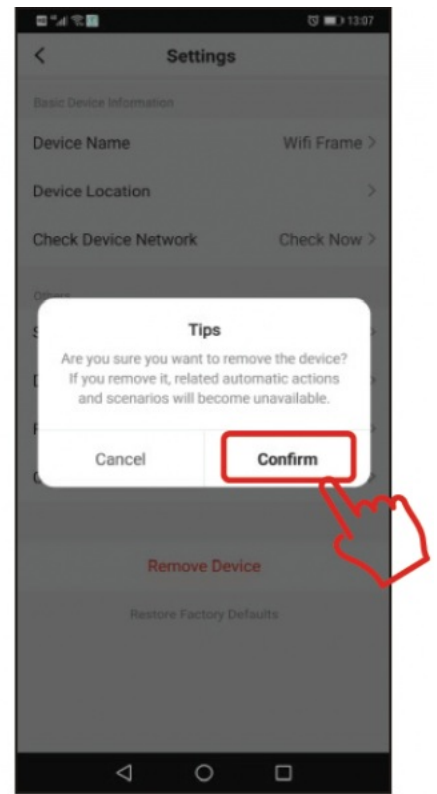 13:07
Settings
Basic Device Information
Device Name Wifi Frame >
Device Location >
Check Device Network Check Now >
Others
Tips
Are you sure you want to remove the device?
If you remove it, related automatic actions
and scenarios will become unavailable.
Cancel Confirm
Remove Device
Restore Factory Defaults